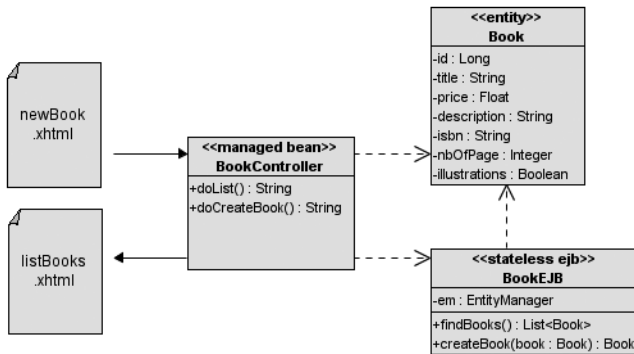 newBook
.xhtml
listBooks
.xhtml
<<managed bean>>
BookController
+doList() : String
+doCreateBook() : String
<<entity>>
Book
-id : Long
-title : String
-price : Float
-description : String
-isbn : String
-nbOfPage : Integer
-illustrations : Boolean
<<stateless ejb>>
BookEJB
-em : EntityManager
+findBooks() : List<Book>
+createBook(book : Book) : Book